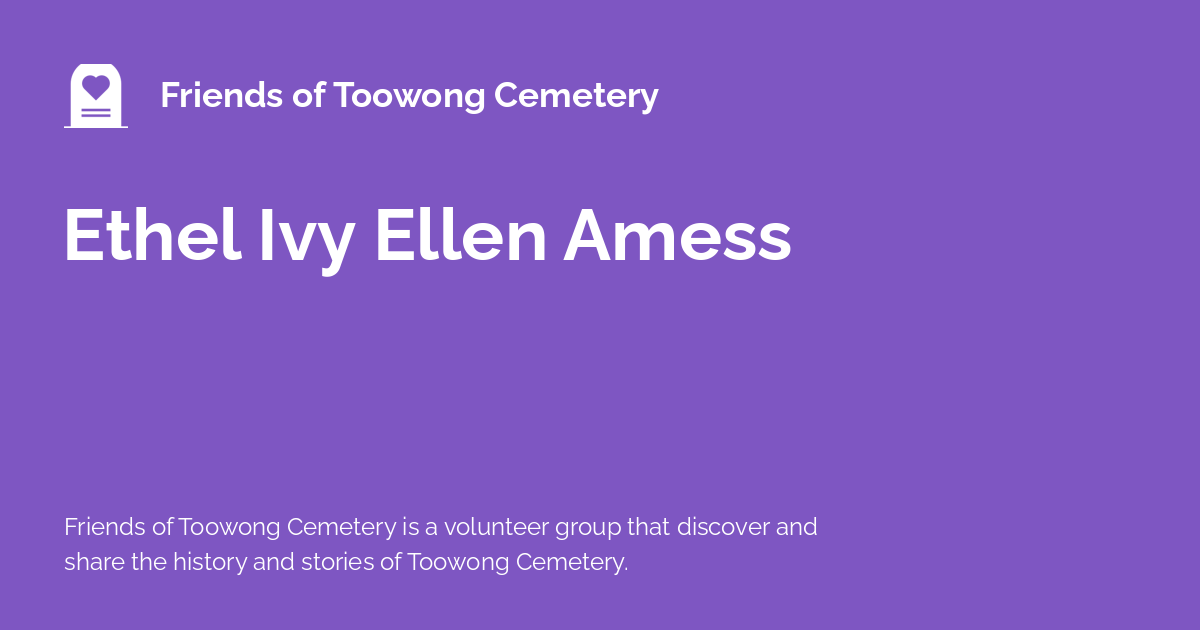 Friends of Toowong Cemetery
Ethel Ivy Ellen Amess
Friends of Toowong Cemetery is a volunteer group that discover and
share the history and stories of Toowong Cemetery.